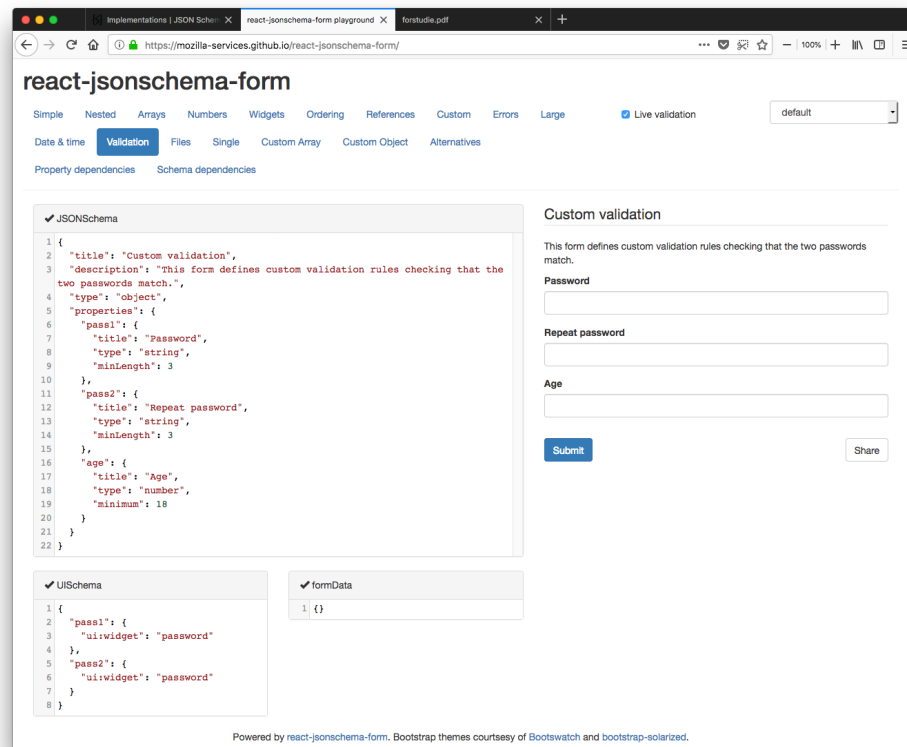 Implementations | JSON Schem
react-jsonschema-form playground
forstudie.pdf
https://mozilla-services.github.io/react-jsonschema-form/
100%
react-jsonschema-form
Simple Nested Arrays Numbers Widgets Ordering References Custom Errors Large
Live validation
default
Date & time Validation Files Single Custom Array Custom Object Alternatives
Property dependencies Schema dependencies
JSONSchema
1 {
2 "title": "Custom validation",
3 "description": "This form defines custom validation rules checking that the
two passwords match.",
4 "type": "object",
5 "properties": {
6 "pass1": {
7 "title": "Password",
8 "type": "string",
9 "minLength": 3
10 },
11 "pass2": {
12 "title": "Repeat password",
13 "type": "string",
14 "minLength": 3
15 },
16 "age": {
17 "title": "Age",
18 "type": "number",
19 "minimum": 18
20 }
21 }
22 }
Custom validation
This form defines custom validation rules checking that the two passwords
match.
Password
Repeat password
Age
Submit
Share
UISchema
1 {
2 "pass1": {
3 "ui:widget": "password"
4 },
5 "pass2": {
6 "ui:widget": "password"
7 }
8 }
formData
1 {}
Powered by react-jsonschema-form. Bootstrap themes courtsesy of Bootswatch and bootstrap-solarized.